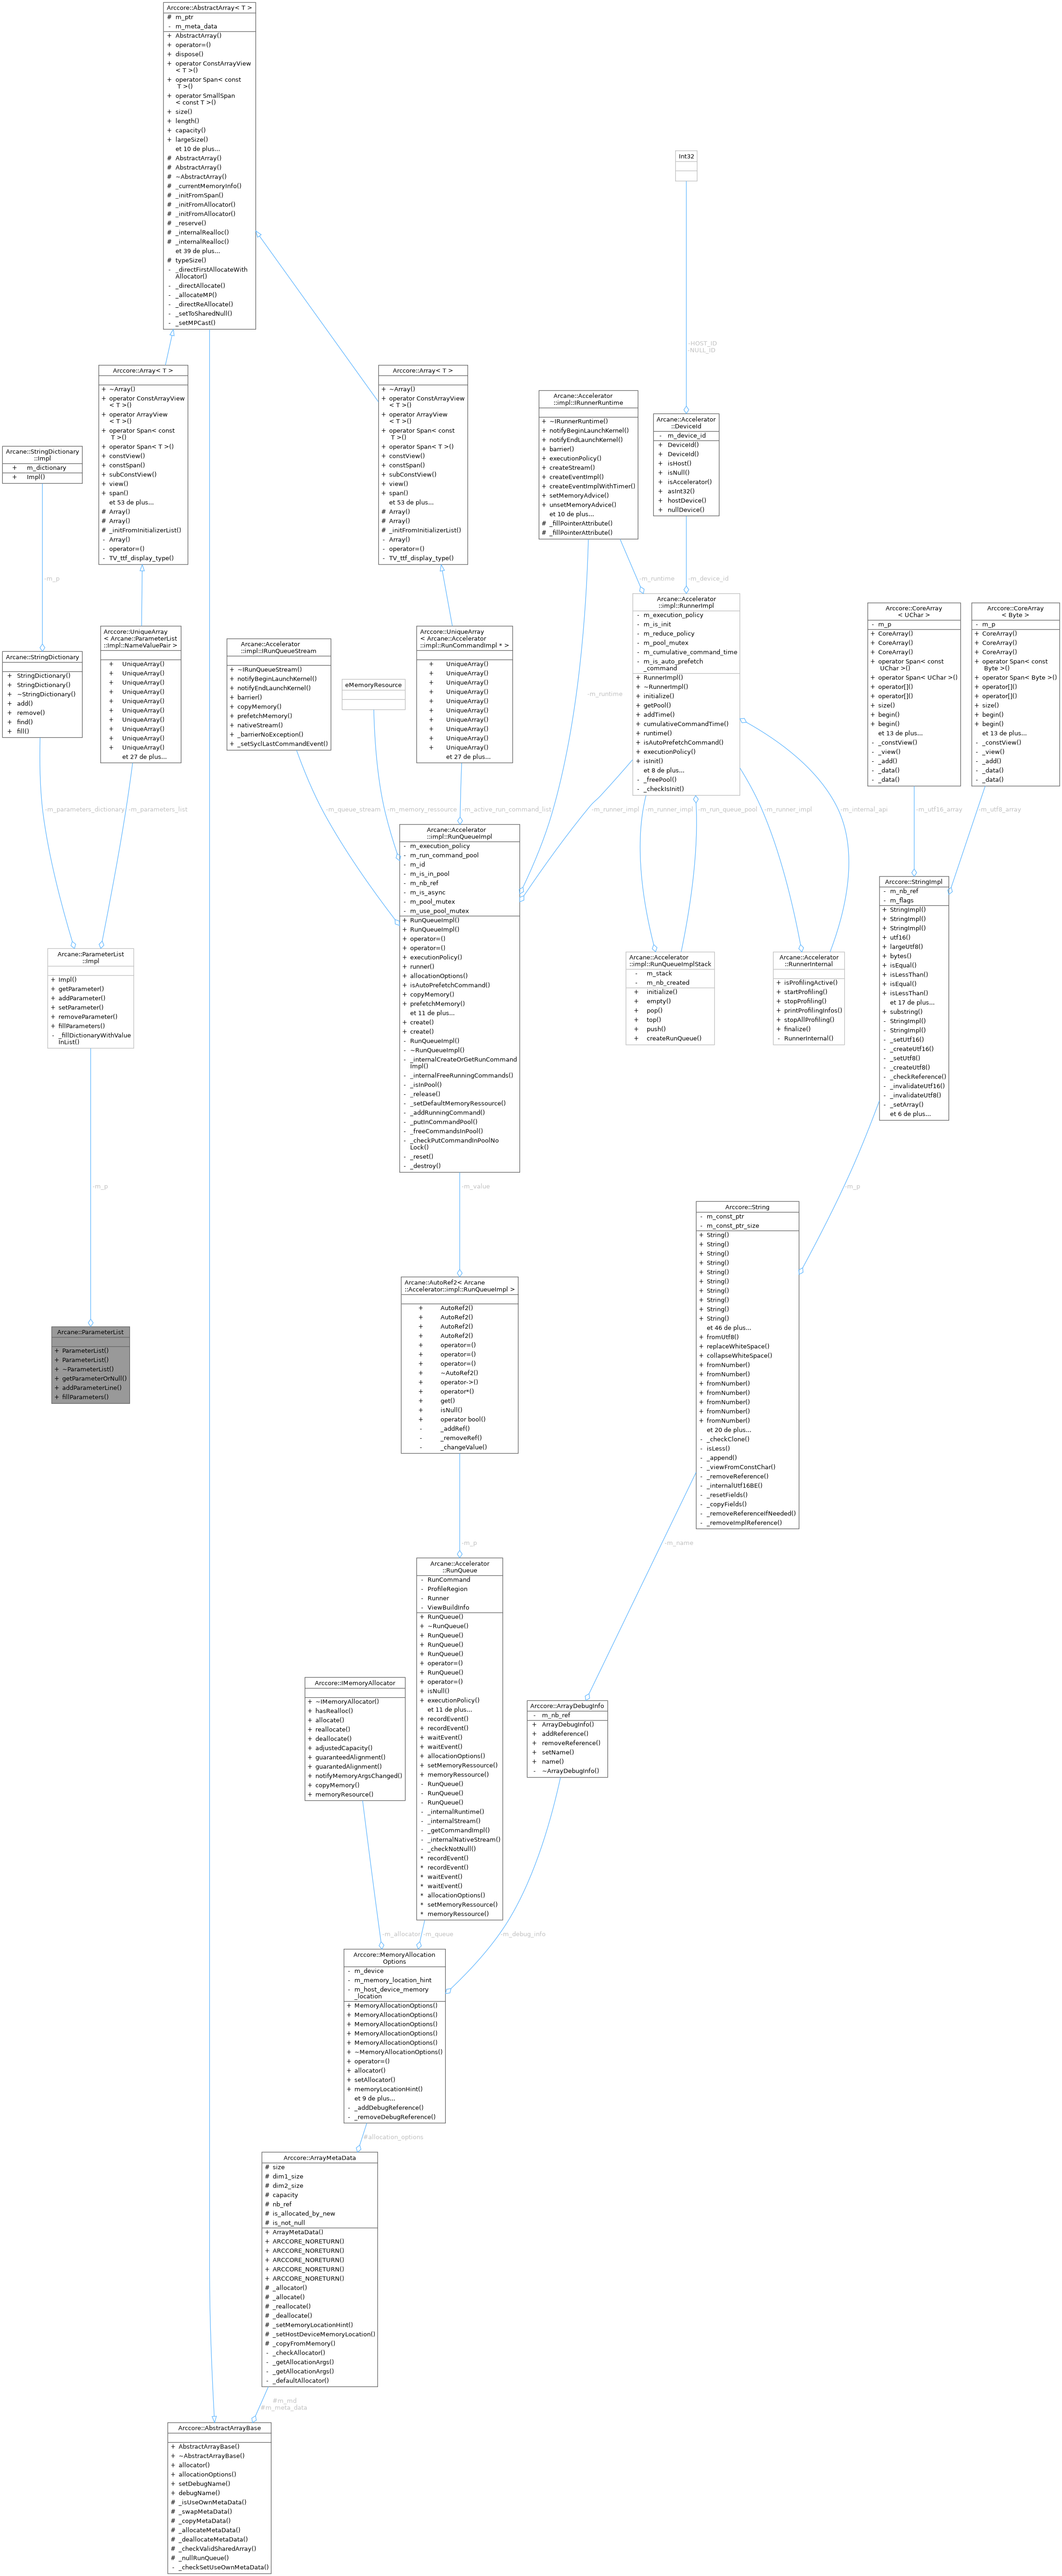 Arccore::AbstractArray< T >
# m_ptr
- m_meta_data
+ AbstractArray()
+ operator=()
+ dispose()
+ operator ConstArrayView
< T >()
+ operator Span< const
T >()
+ operator SmallSpan
< const T >()
+ size()
+ length()
+ capacity()
+ largeSize()
et 10 de plus...
# AbstractArray()
# AbstractArray()
# ~AbstractArray()
# _currentMemoryInfo()
# _initFromSpan()
# _initFromAllocator()
# _initFromAllocator()
# _reserve()
# _internalRealloc()
# _internalRealloc()
et 39 de plus...
# typeSize()
- _directFirstAllocateWith
Allocator()
- _directAllocate()
- _allocateMP()
- _directReAllocate()
- _setToSharedNull()
- _setMPCast()
Int32
-HOST_ID
-NULL_ID
Arccore::Array< T >
+ ~Array()
+ operator ConstArrayView
< T >()
+ operator ArrayView
< T >()
+ operator Span< const
T >()
+ operator Span< T >()
+ constView()
+ constSpan()
+ subConstView()
+ view()
+ span()
et 53 de plus...
# Array()
# Array()
# _initFromInitializerList()
- Array()
- operator=()
- TV_ttf_display_type()
Arccore::Array< T >
+ ~Array()
+ operator ConstArrayView
< T >()
+ operator ArrayView
< T >()
+ operator Span< const
T >()
+ operator Span< T >()
+ constView()
+ constSpan()
+ subConstView()
+ view()
+ span()
et 53 de plus...
# Array()
# Array()
# _initFromInitializerList()
- Array()
- operator=()
- TV_ttf_display_type()
Arcane::Accelerator
::impl::IRunnerRuntime
+ ~IRunnerRuntime()
+ notifyBeginLaunchKernel()
+ notifyEndLaunchKernel()
+ barrier()
+ executionPolicy()
+ createStream()
+ createEventImpl()
+ createEventImplWithTimer()
+ setMemoryAdvice()
+ unsetMemoryAdvice()
et 10 de plus...
# _fillPointerAttribute()
# _fillPointerAttribute()
Arcane::Accelerator
::DeviceId
- m_device_id
+ DeviceId()
+ DeviceId()
+ isHost()
+ isNull()
+ isAccelerator()
+ asInt32()
+ hostDevice()
+ nullDevice()
Arcane::StringDictionary
::Impl
+ m_dictionary
+ Impl()
-m_p
-m_runtime
-m_device_id
Arcane::StringDictionary
+ StringDictionary()
+ StringDictionary()
+ ~StringDictionary()
+ add()
+ remove()
+ find()
+ fill()
Arccore::UniqueArray
< Arcane::ParameterList
::Impl::NameValuePair >
+ UniqueArray()
+ UniqueArray()
+ UniqueArray()
+ UniqueArray()
+ UniqueArray()
+ UniqueArray()
+ UniqueArray()
+ UniqueArray()
+ UniqueArray()
+ UniqueArray()
et 27 de plus...
Arcane::Accelerator
::impl::IRunQueueStream
+ ~IRunQueueStream()
+ notifyBeginLaunchKernel()
+ notifyEndLaunchKernel()
+ barrier()
+ copyMemory()
+ prefetchMemory()
+ nativeStream()
+ _barrierNoException()
+ _setSyclLastCommandEvent()
eMemoryResource
Arccore::UniqueArray
< Arcane::Accelerator
::impl::RunCommandImpl * >
+ UniqueArray()
+ UniqueArray()
+ UniqueArray()
+ UniqueArray()
+ UniqueArray()
+ UniqueArray()
+ UniqueArray()
+ UniqueArray()
+ UniqueArray()
+ UniqueArray()
et 27 de plus...
-m_runtime
Arcane::Accelerator
::impl::RunnerImpl
- m_execution_policy
- m_is_init
- m_reduce_policy
- m_pool_mutex
- m_cumulative_command_time
- m_is_auto_prefetch
_command
+ RunnerImpl()
+ ~RunnerImpl()
+ initialize()
+ getPool()
+ addTime()
+ cumulativeCommandTime()
+ runtime()
+ isAutoPrefetchCommand()
+ executionPolicy()
+ isInit()
et 8 de plus...
- _freePool()
- _checkIsInit()
Arccore::CoreArray
< UChar >
- m_p
+ CoreArray()
+ CoreArray()
+ CoreArray()
+ operator Span< const
UChar >()
+ operator Span< UChar >()
+ operator[]()
+ operator[]()
+ size()
+ begin()
+ begin()
et 13 de plus...
- _constView()
- _view()
- _add()
- _data()
- _data()
Arccore::CoreArray
< Byte >
- m_p
+ CoreArray()
+ CoreArray()
+ CoreArray()
+ operator Span< const
Byte >()
+ operator Span< Byte >()
+ operator[]()
+ operator[]()
+ size()
+ begin()
+ begin()
et 13 de plus...
- _constView()
- _view()
- _add()
- _data()
- _data()
-m_parameters_dictionary
-m_parameters_list
-m_queue_stream
-m_memory_ressource
-m_active_run_command_list
-m_runner_impl
-m_runner_impl
-m_run_queue_pool
-m_runner_impl
-m_internal_api
-m_utf16_array
-m_utf8_array
Arcane::ParameterList
::Impl
+ Impl()
+ getParameter()
+ addParameter()
+ setParameter()
+ removeParameter()
+ fillParameters()
- _fillDictionaryWithValue
InList()
Arcane::Accelerator
::impl::RunQueueImpl
- m_execution_policy
- m_run_command_pool
- m_id
- m_is_in_pool
- m_nb_ref
- m_is_async
- m_pool_mutex
- m_use_pool_mutex
+ RunQueueImpl()
+ RunQueueImpl()
+ operator=()
+ operator=()
+ executionPolicy()
+ runner()
+ allocationOptions()
+ isAutoPrefetchCommand()
+ copyMemory()
+ prefetchMemory()
et 11 de plus...
+ create()
+ create()
- RunQueueImpl()
- ~RunQueueImpl()
- _internalCreateOrGetRunCommand
Impl()
- _internalFreeRunningCommands()
- _isInPool()
- _release()
- _setDefaultMemoryRessource()
- _addRunningCommand()
- _putInCommandPool()
- _freeCommandsInPool()
- _checkPutCommandInPoolNo
Lock()
- _reset()
- _destroy()
Arcane::Accelerator
::impl::RunQueueImplStack
- m_stack
- m_nb_created
+ initialize()
+ empty()
+ pop()
+ top()
+ push()
+ createRunQueue()
Arcane::Accelerator
::RunnerInternal
+ isProfilingActive()
+ startProfiling()
+ stopProfiling()
+ printProfilingInfos()
+ stopAllProfiling()
+ finalize()
- RunnerInternal()
Arccore::StringImpl
- m_nb_ref
- m_flags
+ StringImpl()
+ StringImpl()
+ StringImpl()
+ utf16()
+ largeUtf8()
+ bytes()
+ isEqual()
+ isLessThan()
+ isEqual()
+ isLessThan()
et 17 de plus...
+ substring()
- StringImpl()
- StringImpl()
- _setUtf16()
- _createUtf16()
- _setUtf8()
- _createUtf8()
- _checkReference()
- _invalidateUtf16()
- _invalidateUtf8()
- _setArray()
et 6 de plus...
-m_p
-m_value
-m_p
Arcane::ParameterList
+ ParameterList()
+ ParameterList()
+ ~ParameterList()
+ getParameterOrNull()
+ addParameterLine()
+ fillParameters()
Arcane::AutoRef2< Arcane
::Accelerator::impl::RunQueueImpl >
+ AutoRef2()
+ AutoRef2()
+ AutoRef2()
+ AutoRef2()
+ operator=()
+ operator=()
+ operator=()
+ ~AutoRef2()
+ operator->()
+ operator*()
+ get()
+ isNull()
+ operator bool()
- _addRef()
- _removeRef()
- _changeValue()
Arccore::String
- m_const_ptr
- m_const_ptr_size
+ String()
+ String()
+ String()
+ String()
+ String()
+ String()
+ String()
+ String()
+ String()
+ String()
et 46 de plus...
+ fromUtf8()
+ replaceWhiteSpace()
+ collapseWhiteSpace()
+ fromNumber()
+ fromNumber()
+ fromNumber()
+ fromNumber()
+ fromNumber()
+ fromNumber()
+ fromNumber()
et 20 de plus...
- _checkClone()
- isLess()
- _append()
- _viewFromConstChar()
- _removeReference()
- _internalUtf16BE()
- _resetFields()
- _copyFields()
- _removeReferenceIfNeeded()
- _removeImplReference()
-m_p
-m_name
Arcane::Accelerator
::RunQueue
- RunCommand
- ProfileRegion
- Runner
- ViewBuildInfo
+ RunQueue()
+ ~RunQueue()
+ RunQueue()
+ RunQueue()
+ RunQueue()
+ operator=()
+ RunQueue()
+ operator=()
+ isNull()
+ executionPolicy()
et 11 de plus...
+ recordEvent()
+ recordEvent()
+ waitEvent()
+ waitEvent()
+ allocationOptions()
+ setMemoryRessource()
+ memoryRessource()
- RunQueue()
- RunQueue()
- RunQueue()
- _internalRuntime()
- _internalStream()
- _getCommandImpl()
- _internalNativeStream()
- _checkNotNull()
* recordEvent()
* recordEvent()
* waitEvent()
* waitEvent()
* allocationOptions()
* setMemoryRessource()
* memoryRessource()
Arccore::IMemoryAllocator
+ ~IMemoryAllocator()
+ hasRealloc()
+ allocate()
+ reallocate()
+ deallocate()
+ adjustedCapacity()
+ guaranteedAlignment()
+ guarantedAlignment()
+ notifyMemoryArgsChanged()
+ copyMemory()
+ memoryResource()
Arccore::ArrayDebugInfo
- m_nb_ref
+ ArrayDebugInfo()
+ addReference()
+ removeReference()
+ setName()
+ name()
- ~ArrayDebugInfo()
-m_allocator
-m_queue
-m_debug_info
Arccore::MemoryAllocation
Options
- m_device
- m_memory_location_hint
- m_host_device_memory
_location
+ MemoryAllocationOptions()
+ MemoryAllocationOptions()
+ MemoryAllocationOptions()
+ MemoryAllocationOptions()
+ MemoryAllocationOptions()
+ ~MemoryAllocationOptions()
+ operator=()
+ allocator()
+ setAllocator()
+ memoryLocationHint()
et 9 de plus...
- _addDebugReference()
- _removeDebugReference()
#allocation_options
Arccore::ArrayMetaData
# size
# dim1_size
# dim2_size
# capacity
# nb_ref
# is_allocated_by_new
# is_not_null
+ ArrayMetaData()
+ ARCCORE_NORETURN()
+ ARCCORE_NORETURN()
+ ARCCORE_NORETURN()
+ ARCCORE_NORETURN()
+ ARCCORE_NORETURN()
# _allocator()
# _allocate()
# _reallocate()
# _deallocate()
# _setMemoryLocationHint()
# _setHostDeviceMemoryLocation()
# _copyFromMemory()
- _checkAllocator()
- _getAllocationArgs()
- _getAllocationArgs()
- _defaultAllocator()
#m_md
#m_meta_data
Arccore::AbstractArrayBase
+ AbstractArrayBase()
+ ~AbstractArrayBase()
+ allocator()
+ allocationOptions()
+ setDebugName()
+ debugName()
# _isUseOwnMetaData()
# _swapMetaData()
# _copyMetaData()
# _allocateMetaData()
# _deallocateMetaData()
# _checkValidSharedArray()
# _nullRunQueue()
- _checkSetUseOwnMetaData()